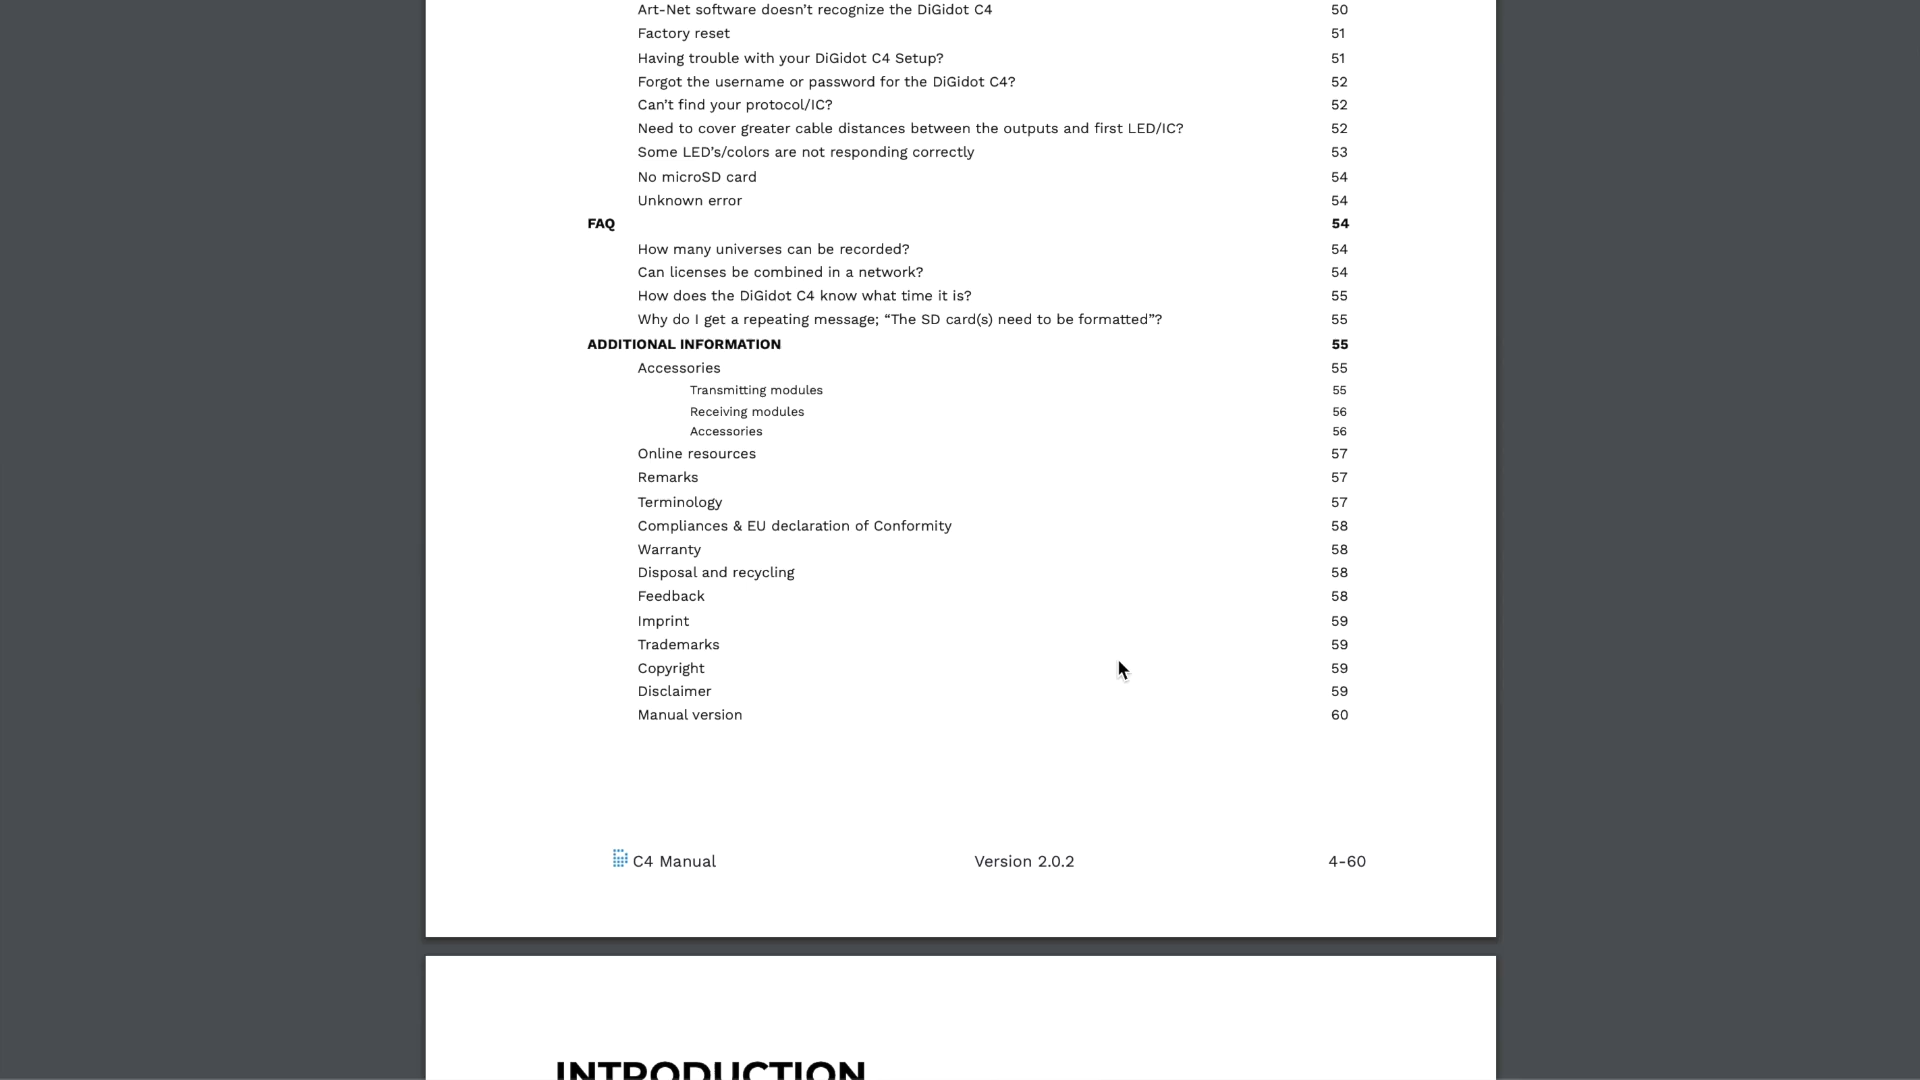 Art-Net software doesn’t recognize the DiGidot C4 50
Factory reset 51
Having trouble with your DiGidot C4 Setup? 51
Forgot the username or password for the DiGidot C4? 52
Can’t find your protocol/IC? 52
Need to cover greater cable distances between the outputs and first LED/IC? 52
Some LED’s/colors are not responding correctly 53
No microSD card 54
Unknown error 54
FAQ 54
How many universes can be recorded? 54
Can licenses be combined in a network? 54
How does the DiGidot C4 know what time it is? 55
Why do I get a repeating message; “The SD card(s) need to be formatted”? 55
ADDITIONAL INFORMATION 55
Accessories 55
Transmitting modules 55
Receiving modules 56
Accessories 56
Online resources 57
Remarks 57
Terminology 57
Compliances & EU declaration of Conformity 58
Warranty 58
Disposal and recycling 58
Feedback 58
Imprint 59
Trademarks 59
Copyright 59
Disclaimer 59
Manual version 60
C4 Manual Version 2.0.2 4-60
INTRODUCTION